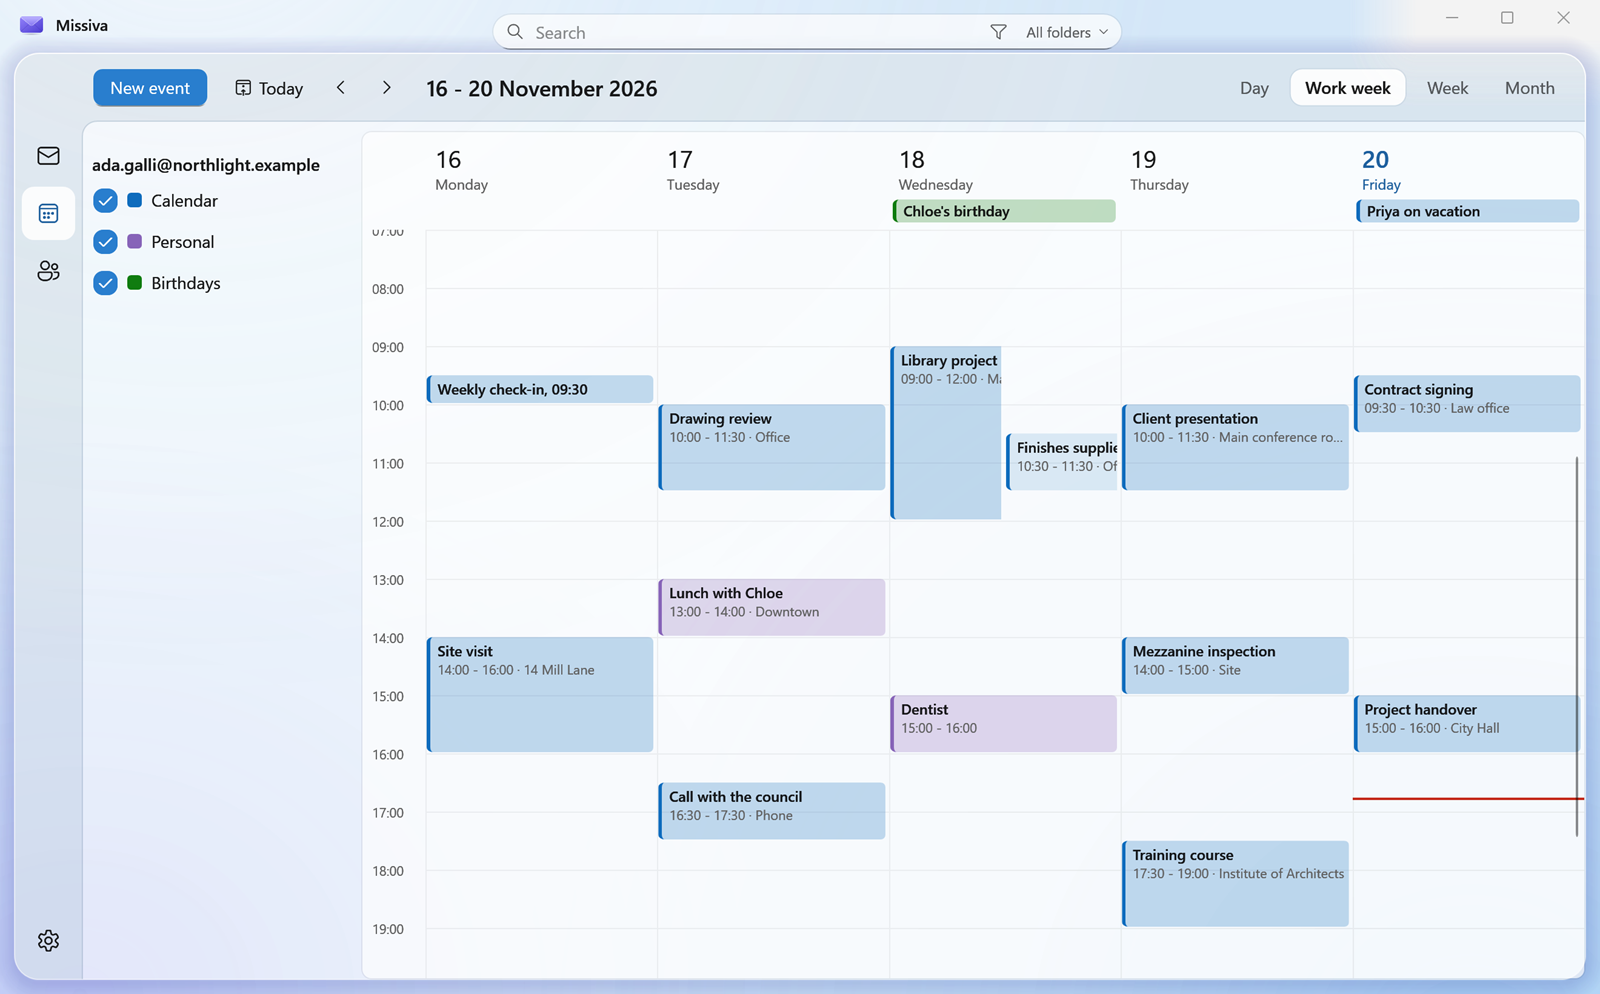 Missiva
Search
All folders
New event
Today
16 - 20 November 2026
Day
Work week
Week
Month
ada.galli@northlight.example
Calendar
Personal
Birthdays
16
Monday
17
Tuesday
18
Wednesday
19
Thursday
20
Friday
Chloe's birthday
Priya on vacation
07:00
08:00
09:00
10:00
11:00
12:00
13:00
14:00
15:00
16:00
17:00
18:00
19:00
Weekly check-in, 09:30
Site visit
14:00 - 16:00 · 14 Mill Lane
Drawing review
10:00 - 11:30 · Office
Lunch with Chloe
13:00 - 14:00 · Downtown
Call with the council
16:30 - 17:30 · Phone
Library project
09:00 - 12:00 ·
Finishes
10:30 - 11:30 ·
Dentist
15:00 - 16:00
Client presentation
10:00 - 11:30 · Main conference ro...
Mezzanine inspection
14:00 - 15:00 · Site
Training course
17:30 - 19:00 · Institute of Architects
Contract signing
09:30 - 10:30 · Law office
Project handover
15:00 - 16:00 · City Hall